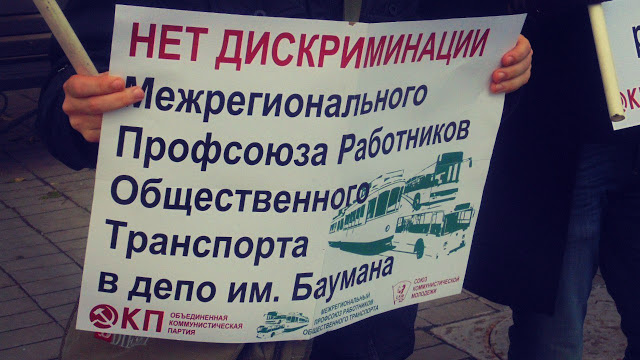 НЕТ ДИСКРИМИНАЦИИ
Межрегионального
Профсоюза Работников
Общественного
Транспорта
в депо им. Баумана
ОКП ОБЪЕДИНЕННАЯ
КОММУНИСТИЧЕСКАЯ
ПАРТИЯ
МЕЖРЕГИОНАЛЬНЫЙ
ПРОФСОЮЗ РАБОТНИКОВ
ОБЩЕСТВЕННОГО ТРАНСПОРТА
СОЮЗ
КОММУНИСТИЧЕСКОЙ
МОЛОДЕЖИ